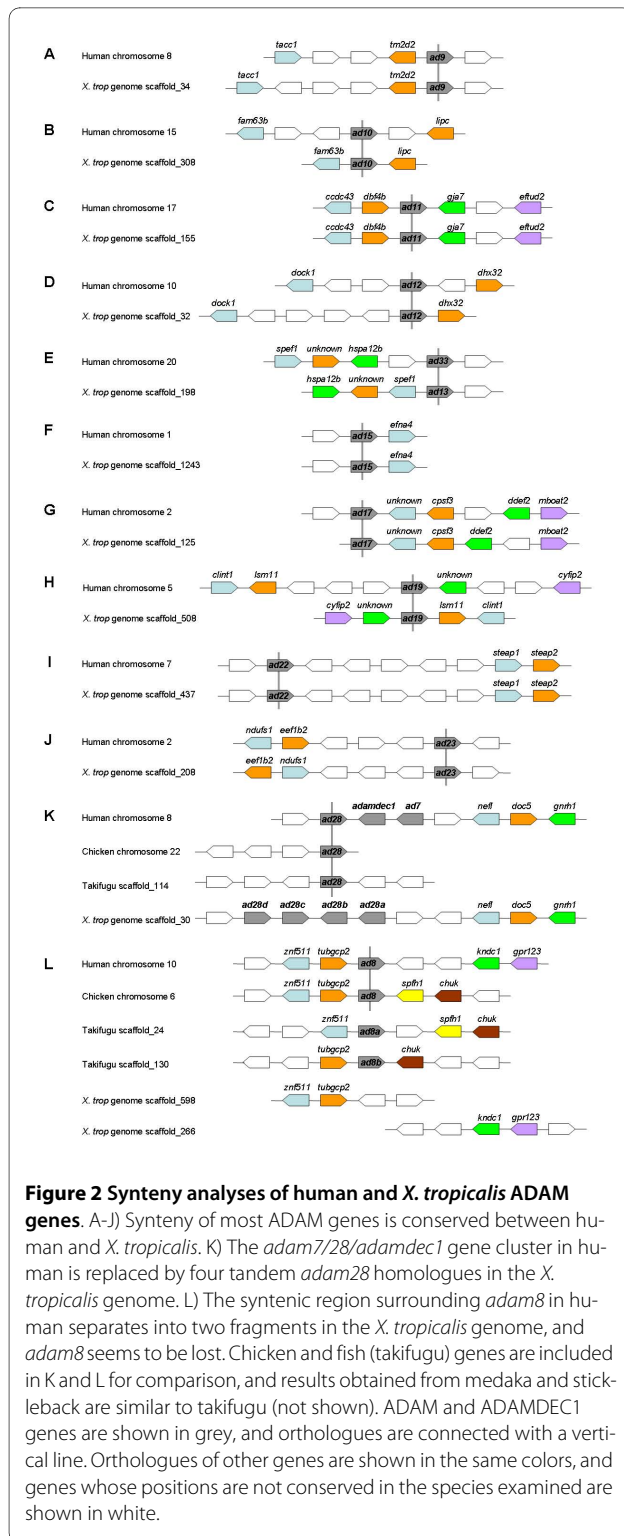 A
tacc1 tm2d2
Human chromosome 8 ad9
tacc1 tm2d2
X. trop genome scaffold_34 ad9
B
fam63b lipc
Human chromosome 15 ad10
fam63b lipc
X. trop genome scaffold_308 ad10
C
ccdc43 dbf4b gja7 eftud2
Human chromosome 17 ad11
ccdc43 dbf4b gja7 eftud2
X. trop genome scaffold_155 ad11
D
dock1 dhx32
Human chromosome 10 ad12
dock1 dhx32
X. trop genome scaffold_32 ad12
E
spef1 unknown hspa12b
Human chromosome 20 ad33
hspa12b unknown spef1
X. trop genome scaffold_198 ad13
F
efna4
Human chromosome 1 ad15
efna4
X. trop genome scaffold_1243 ad15
G
unknown cpsf3 ddef2 mboat2
Human chromosome 2 ad17
unknown cpsf3 ddef2 mboat2
X. trop genome scaffold_125 ad17
H
clint1 lsm11 unknown cyfip2
Human chromosome 5 ad19
cyfip2 unknown lsm11 clint1
X. trop genome scaffold_508 ad19
I
steap1 steap2
Human chromosome 7 ad22
steap1 steap2
X. trop genome scaffold_437 ad22
J
ndufs1 eef1b2
Human chromosome 2 ad23
eef1b2 ndufs1
X. trop genome scaffold_208 ad23
K
adamdec1 ad7 nefl doc5 gnrh1
Human chromosome 8 ad28
Chicken chromosome 22 ad28
Takifugu scaffold_114 ad28
ad28d ad28c ad28b ad28a nefl doc5 gnrh1
X. trop genome scaffold_30
L
znf511 tubgcp2 kndc1 gpr123
Human chromosome 10 ad8
znf511 tubgcp2 spfh1 chuk
Chicken chromosome 6 ad8
znf511 spfh1 chuk
Takifugu scaffold_24 ad8a
tubgcp2 chuk
Takifugu scaffold_130 ad8b
znf511 tubgcp2
X. trop genome scaffold_598
kndc1 gpr123
X. trop genome scaffold_266
Figure 2 Synteny analyses of human and X. tropicalis ADAM
genes. A-J) Synteny of most ADAM genes is conserved between hu-
man and X. tropicalis. K) The adam7/28/adamdec1 gene cluster in hu-
man is replaced by four tandem adam28 homologues in the X.
tropicalis genome. L) The syntenic region surrounding adam8 in hu-
man separates into two fragments in the X. tropicalis genome, and
adam8 seems to be lost. Chicken and fish (takifugu) genes are included
in K and L for comparison, and results obtained from medaka and stick-
leback are similar to takifugu (not shown). ADAM and ADAMDEC1
genes are shown in grey, and orthologues are connected with a verti-
cal line. Orthologues of other genes are shown in the same colors, and
genes whose positions are not conserved in the species examined are
shown in white.